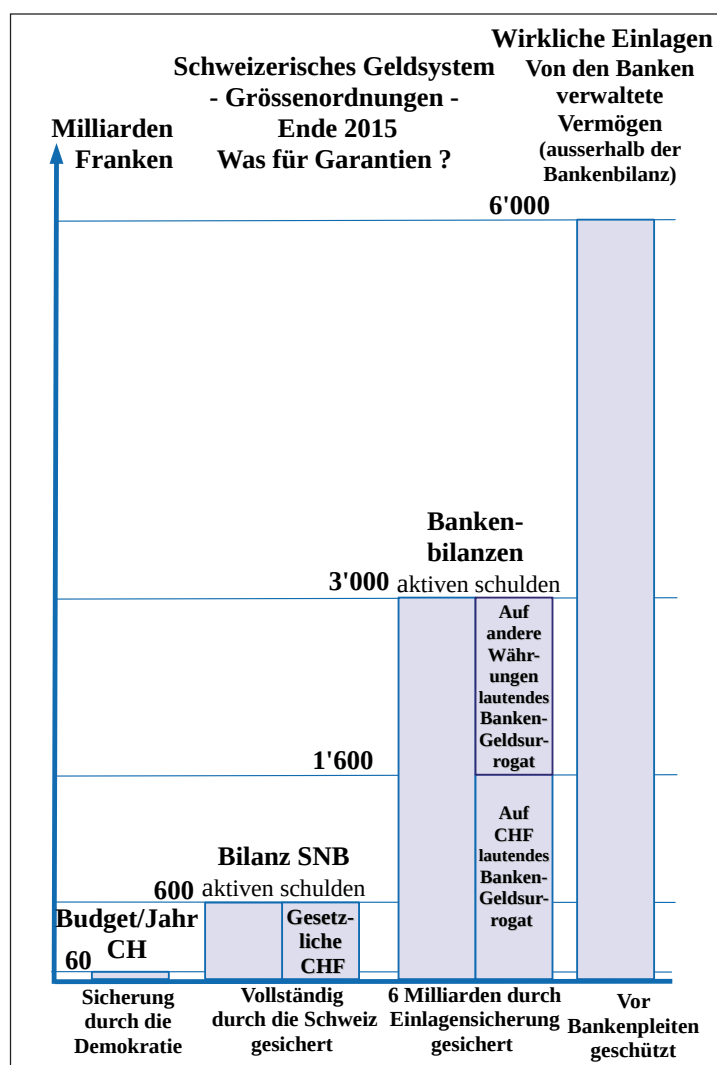 Schweizerisches Geldsystem
- Grössenordnungen -
Ende 2015
Was für Garantien ?
Wirkliche Einlagen
Von den Banken
verwaltete
Vermögen
(ausserhalb der
Bankenbilanz)
Milliarden
Franken
6'000
Banken-
bilanzen
3'000 aktiven schulden
Auf
andere
Wäh-
rungen
lautendes
Banken-
Geldsur-
rogat
1'600
Auf
CHF
lautendes
Banken-
Geldsur-
rogat
Bilanz SNB
600 aktiven schulden
Gesetz-
liche
CHF
Budget/Jahr
CH
60
Sicherung
durch die
Demokratie
Vollständig
durch die Schweiz
gesichert
6 Milliarden durch
Einlagensicherung
gesichert
Vor
Bankenpleiten
geschützt